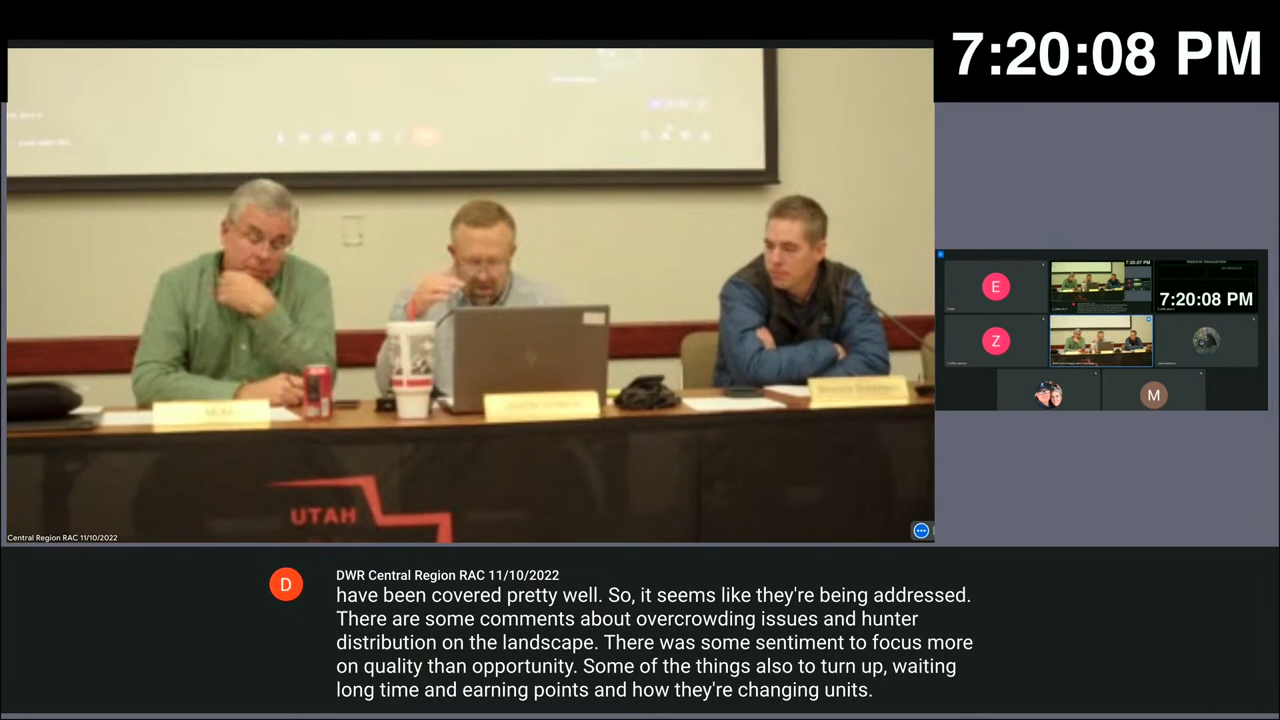 7:20:08 PM
UTAH
Central Region RAC 11/10/2022
E
7:20:07 PM
7:20:08 PM
Z
M
D
DWR Central Region RAC 11/10/2022
have been covered pretty well. So, it seems like they're being addressed.
There are some comments about overcrowding issues and hunter
distribution on the landscape. There was some sentiment to focus more
on quality than opportunity. Some of the things also to turn up, waiting
long time and earning points and how they're changing units.